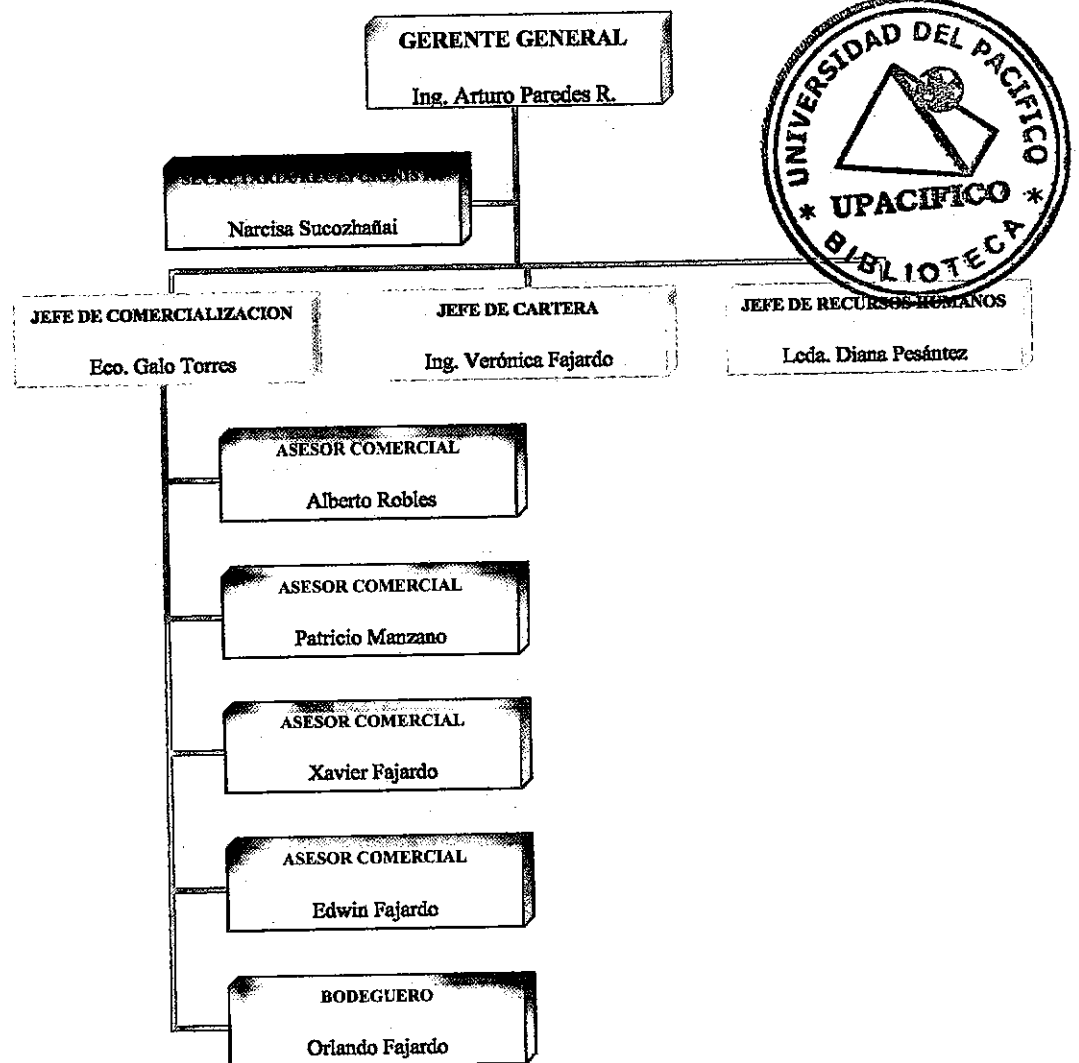 GERENTE GENERAL
Ing. Arturo Paredes R.
UNIVERSIDAD DEL PACIFICO
UPACIFICO
* BIBLIOTECA *
SECRETARIA/RECEPCIONISTA
Narcisa Sucozhañai
JEFE DE COMERCIALIZACION
Eco. Galo Torres
JEFE DE CARTERA
Ing. Verónica Fajardo
JEFE DE RECURSOS HUMANOS
Lcda. Diana Pesántez
ASESOR COMERCIAL
Alberto Robles
ASESOR COMERCIAL
Patricio Manzano
ASESOR COMERCIAL
Xavier Fajardo
ASESOR COMERCIAL
Edwin Fajardo
BODEGUERO
Orlando Fajardo